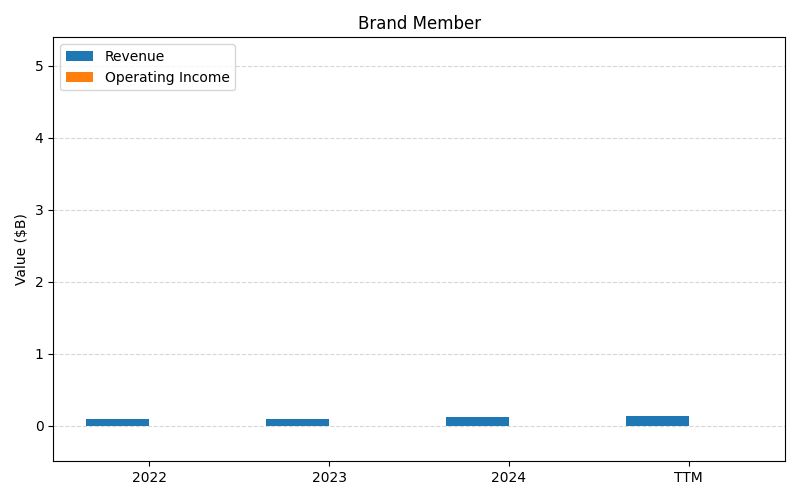 Brand Member
Revenue
Operating Income
Value ($B)
5
4
3
2
1
0
2022 2023 2024 TTM